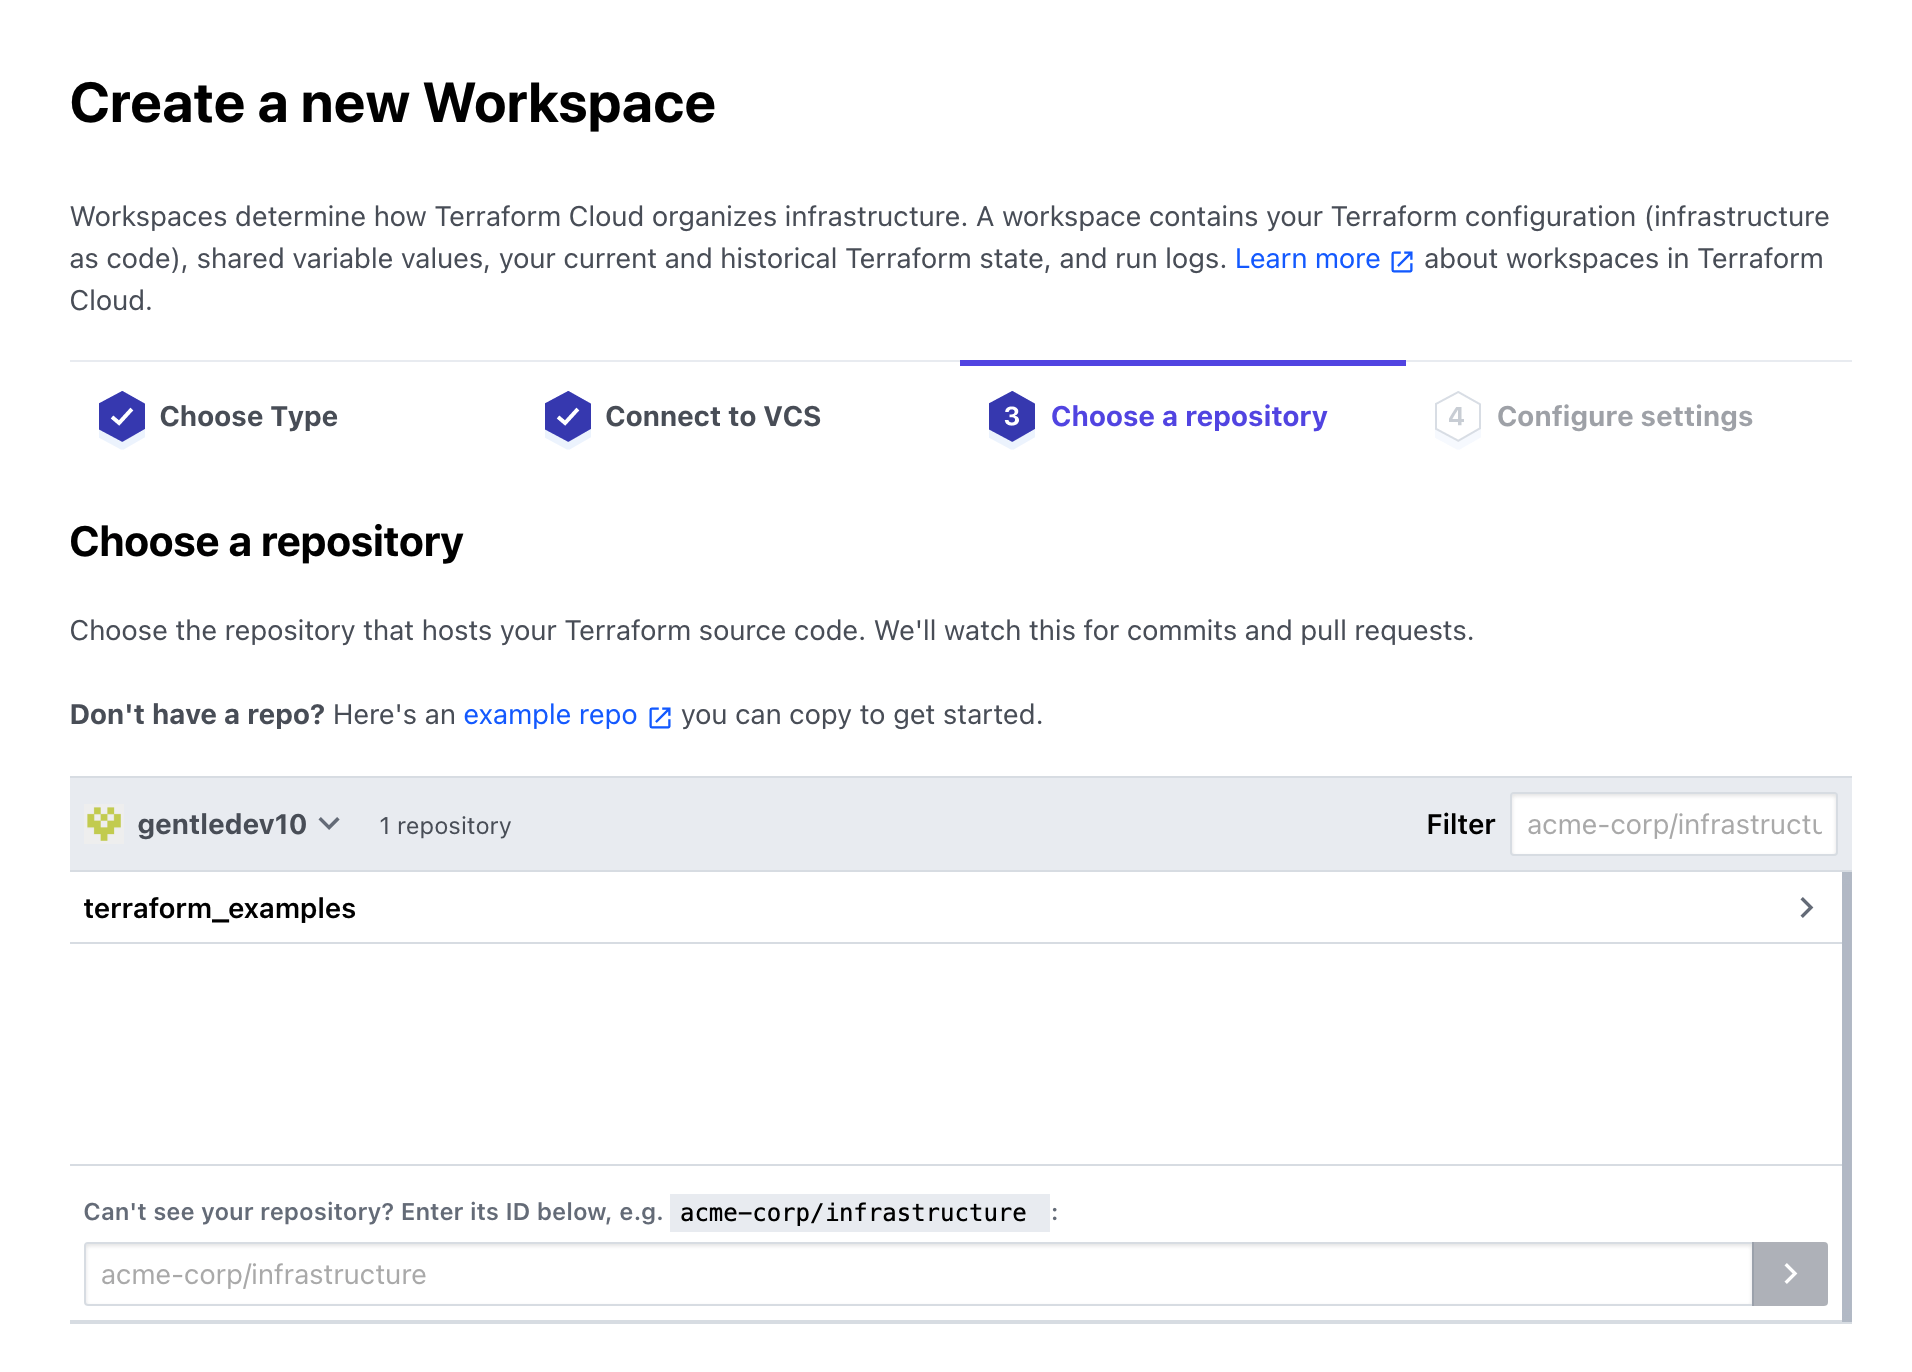 Create a new Workspace
Workspaces determine how Terraform Cloud organizes infrastructure. A workspace contains your Terraform configuration (infrastructure
as code), shared variable values, your current and historical Terraform state, and run logs. Learn more about workspaces in Terraform
Cloud.
Choose Type
Connect to VCS
3 Choose a repository
4 Configure settings
Choose a repository
Choose the repository that hosts your Terraform source code. We'll watch this for commits and pull requests.
Don't have a repo? Here's an example repo you can copy to get started.
gentledev10 1 repository Filter acme-corp/infrastructu
terraform_examples
Can't see your repository? Enter its ID below, e.g. acme-corp/infrastructure :
acme-corp/infrastructure